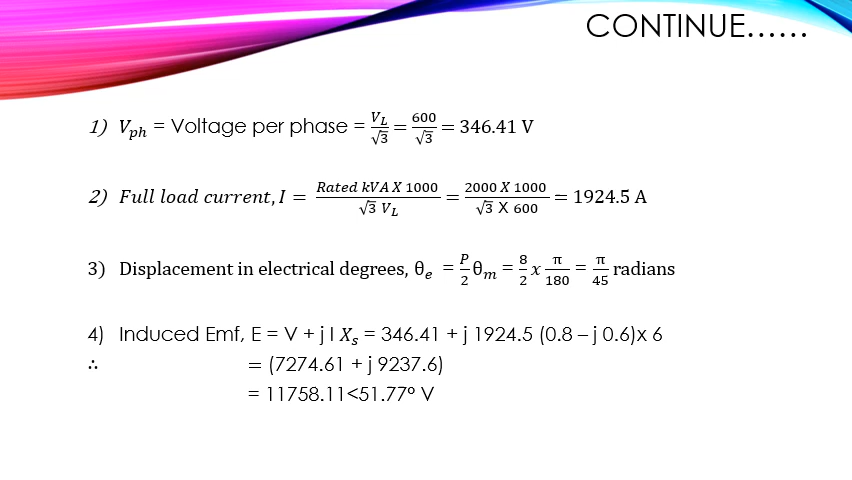 CONTINUE……
1) V_ph = Voltage per phase = V_L/√3 = 600/√3 = 346.41 V
2) Full load current, I = (Rated kVA X 1000)/(√3 V_L) = (2000 X 1000)/(√3 X 600) = 1924.5 A
3) Displacement in electrical degrees, θ_e = P/2 θ_m = 8/2 x π/180 = π/45 radians
4) Induced Emf, E = V + j I X_s = 346.41 + j 1924.5 (0.8 – j 0.6)x 6
∴ = (7274.61 + j 9237.6)
= 11758.11<51.77º V